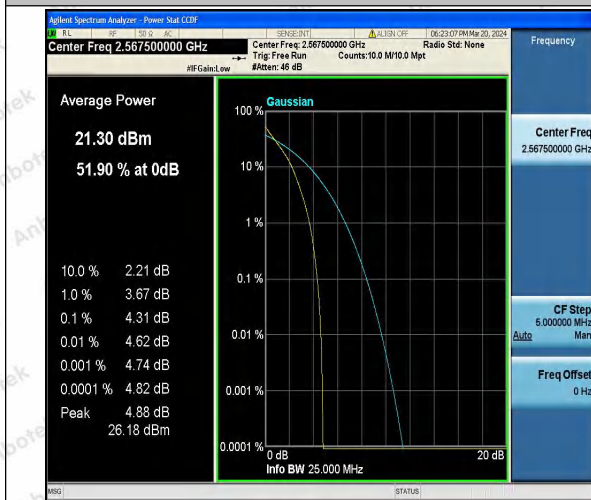 Agilent Spectrum Analyzer - Power Stat CCDF
RL RF 50 Ω AC SENSE:INT ALIGN OFF 06:23:07 PM Mar 20, 2024
Center Freq 2.567500000 GHz
Center Freq: 2.567500000 GHz Radio Std: None
Trig: Free Run Counts:10.0 M/10.0 Mpt
#IFGain:Low #Atten: 46 dB
Frequency
Average Power
21.30 dBm
51.90 % at 0dB
10.0 % 2.21 dB
1.0 % 3.67 dB
0.1 % 4.31 dB
0.01 % 4.62 dB
0.001 % 4.74 dB
0.0001 % 4.82 dB
Peak 4.88 dB
26.18 dBm
Gaussian
100 %
10 %
1 %
0.1 %
0.01 %
0.001 %
0.0001 %
0 dB 20 dB
Info BW 25.000 MHz
Center Freq
2.567500000 GHz
CF Step
5.000000 MHz
Auto Man
Freq Offset
0 Hz
MSG STATUS